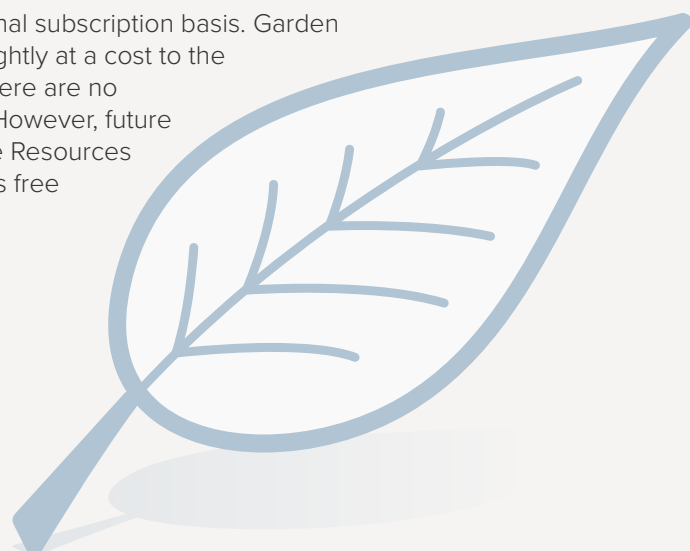 nal subscription basis. Garden
ghtly at a cost to the
ere are no
However, future
e Resources
s free